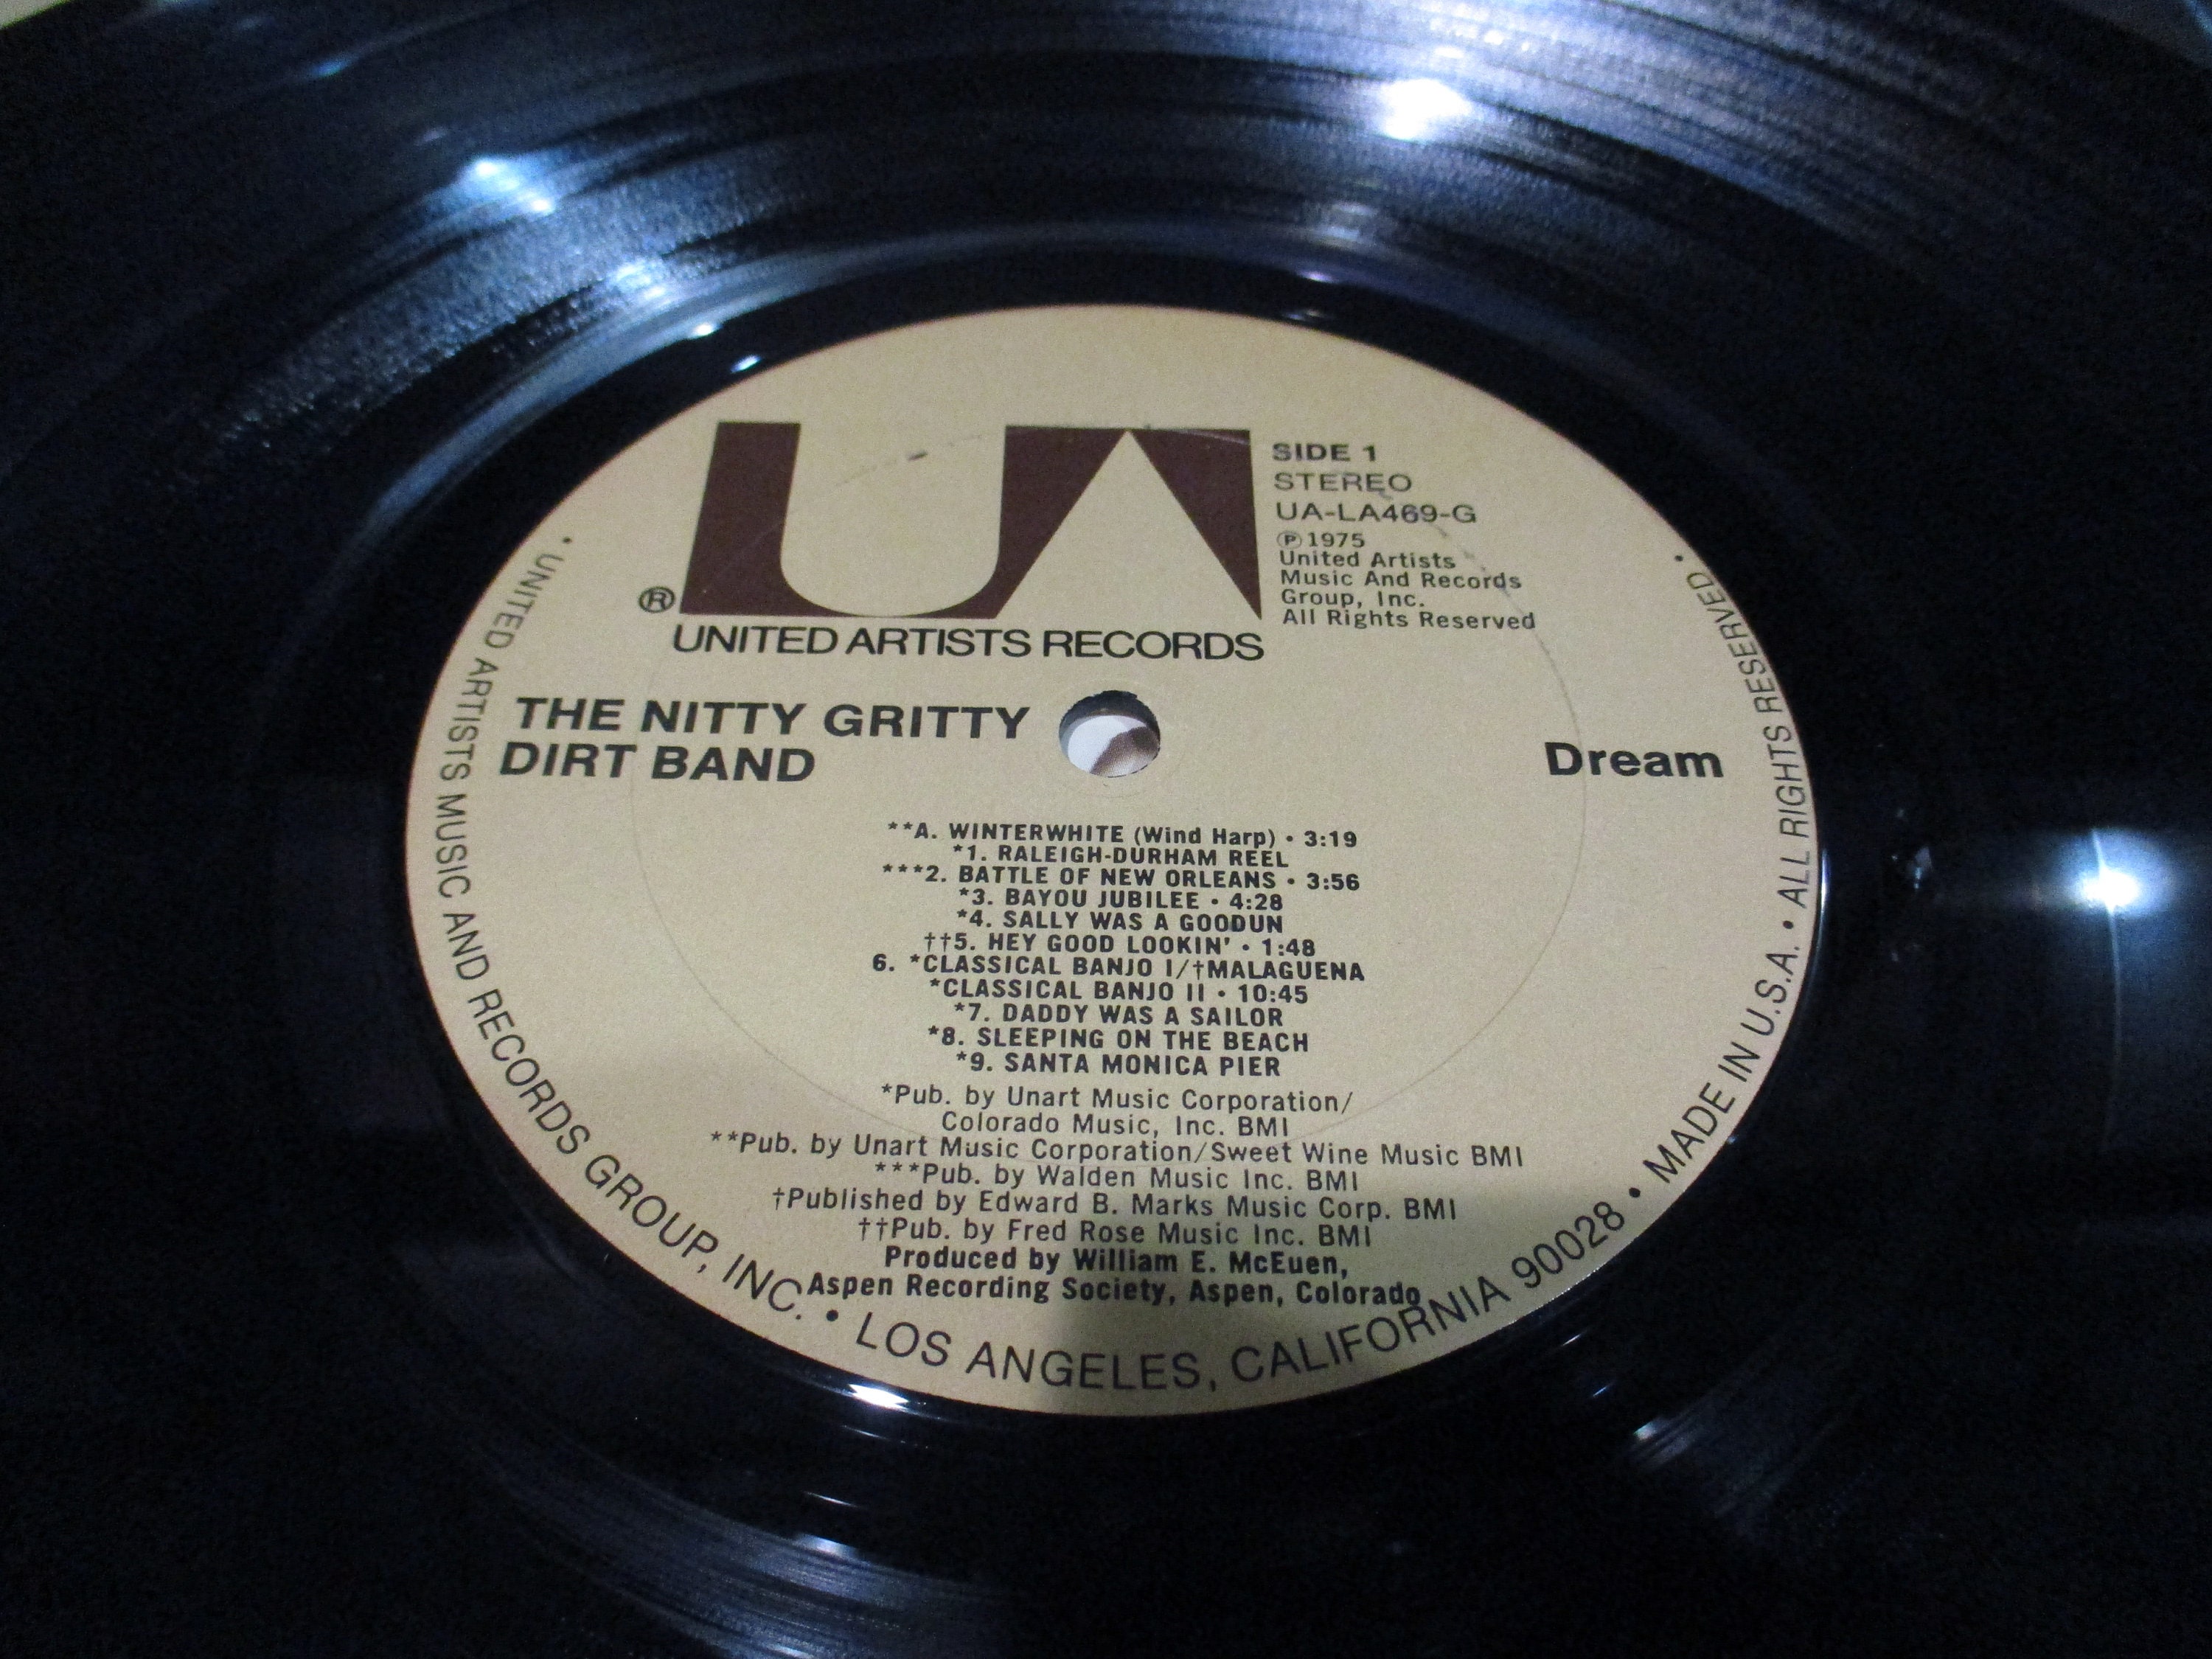 UA
SIDE 1
STEREO
UA-LA469-G
℗ 1975
United Artists
Music And Records
Group, Inc.
All Rights Reserved
®
UNITED ARTISTS RECORDS
THE NITTY GRITTY
DIRT BAND
Dream
**A. WINTERWHITE (Wind Harp) • 3:19
*1. RALEIGH-DURHAM REEL
***2. BATTLE OF NEW ORLEANS • 3:56
*3. BAYOU JUBILEE • 4:28
*4. SALLY WAS A GOODUN
††5. HEY GOOD LOOKIN' • 1:48
6. *CLASSICAL BANJO I/†MALAGUENA
*CLASSICAL BANJO II • 10:45
*7. DADDY WAS A SAILOR
*8. SLEEPING ON THE BEACH
*9. SANTA MONICA PIER
*Pub. by Unart Music Corporation/
Colorado Music, Inc. BMI
**Pub. by Unart Music Corporation/Sweet Wine Music BMI
***Pub. by Walden Music Inc. BMI
†Published by Edward B. Marks Music Corp. BMI
††Pub. by Fred Rose Music Inc. BMI
Produced by William E. McEuen,
Aspen Recording Society, Aspen, Colorado
• UNITED ARTISTS MUSIC AND RECORDS GROUP, INC. • LOS ANGELES, CALIFORNIA 90028 • MADE IN U.S.A. • ALL RIGHTS RESERVED •